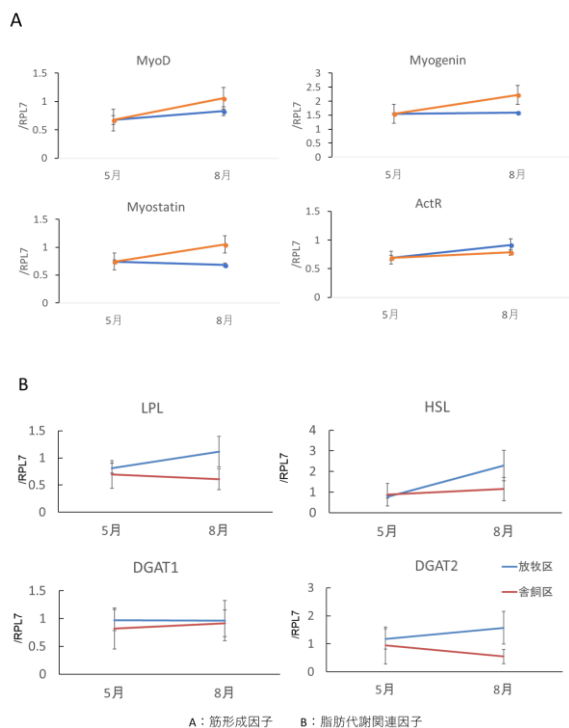 A
MyoD
/RPL7
1.5
1
0.5
0
5月
8月
Myogenin
/RPL7
3
2.5
2
1.5
1
0.5
0
5月
8月
Myostatin
/RPL7
1.5
1
0.5
0
5月
8月
ActR
/RPL7
1.5
1
0.5
0
5月
8月
B
LPL
/RPL7
1.5
1
0.5
0
5月
8月
HSL
/RPL7
4
3
2
1
0
5月
8月
DGAT1
/RPL7
1.5
1
0.5
0
5月
8月
DGAT2
/RPL7
3
2
1
0
5月
8月
放牧区
舎飼区
A：筋形成因子 B：脂肪代謝関連因子